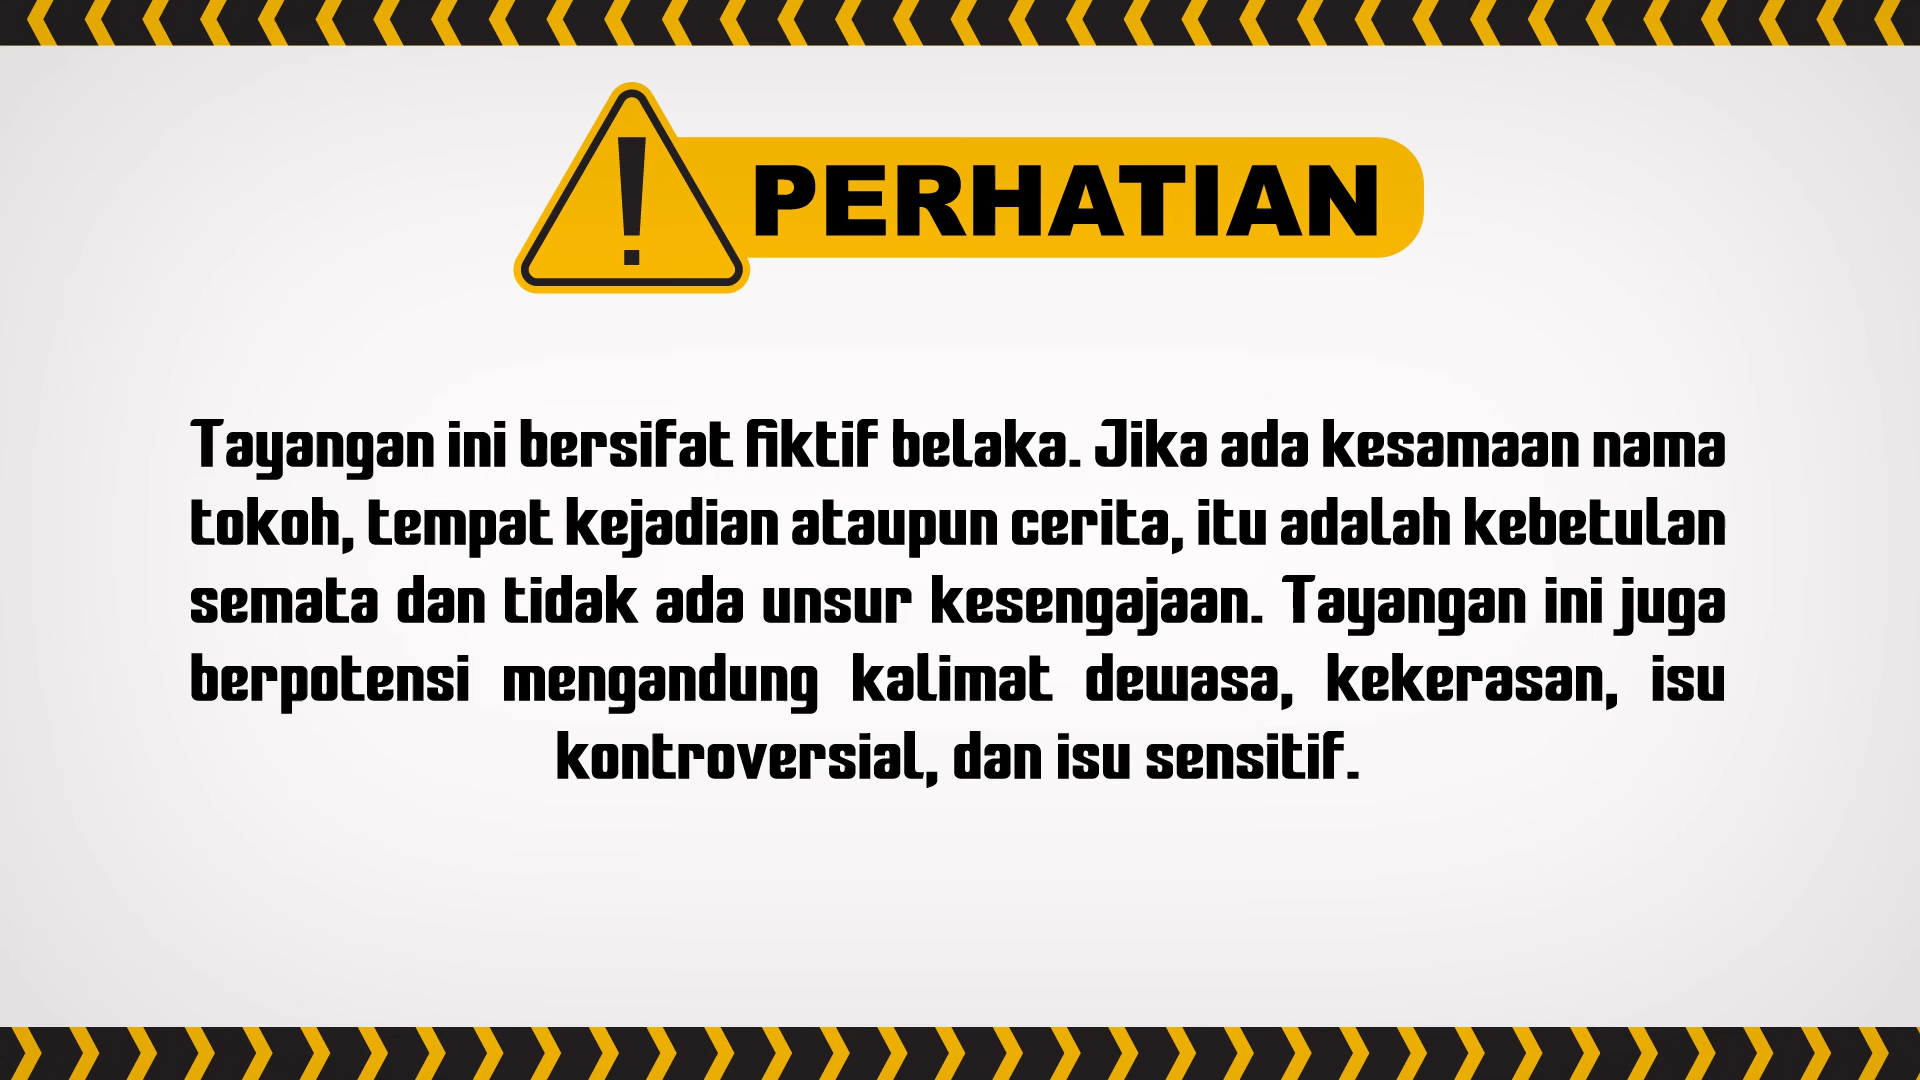 PERHATIAN
Tayangan ini bersifat fiktif belaka. Jika ada kesamaan nama
tokoh, tempat kejadian ataupun cerita, itu adalah kebetulan
semata dan tidak ada unsur kesengajaan. Tayangan ini juga
berpotensi mengandung kalimat dewasa, kekerasan, isu
kontroversial, dan isu sensitif.